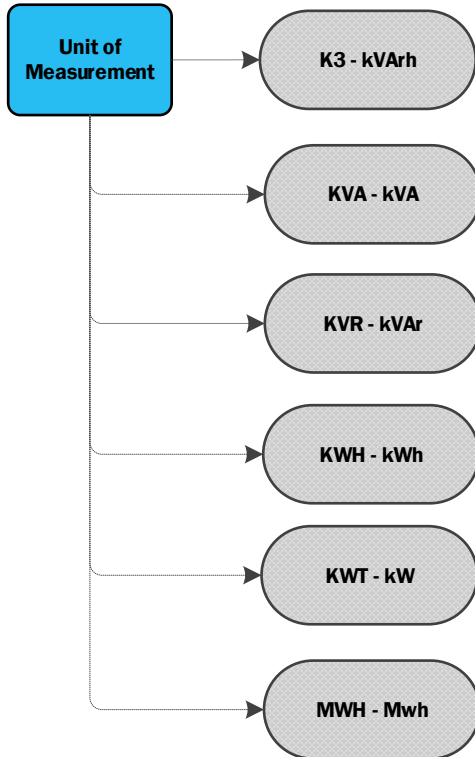 Unit of
Measurement
K3 - kVArh
KVA - kVA
KVR - kVAr
KWH - kWh
KWT - kW
MWH - Mwh